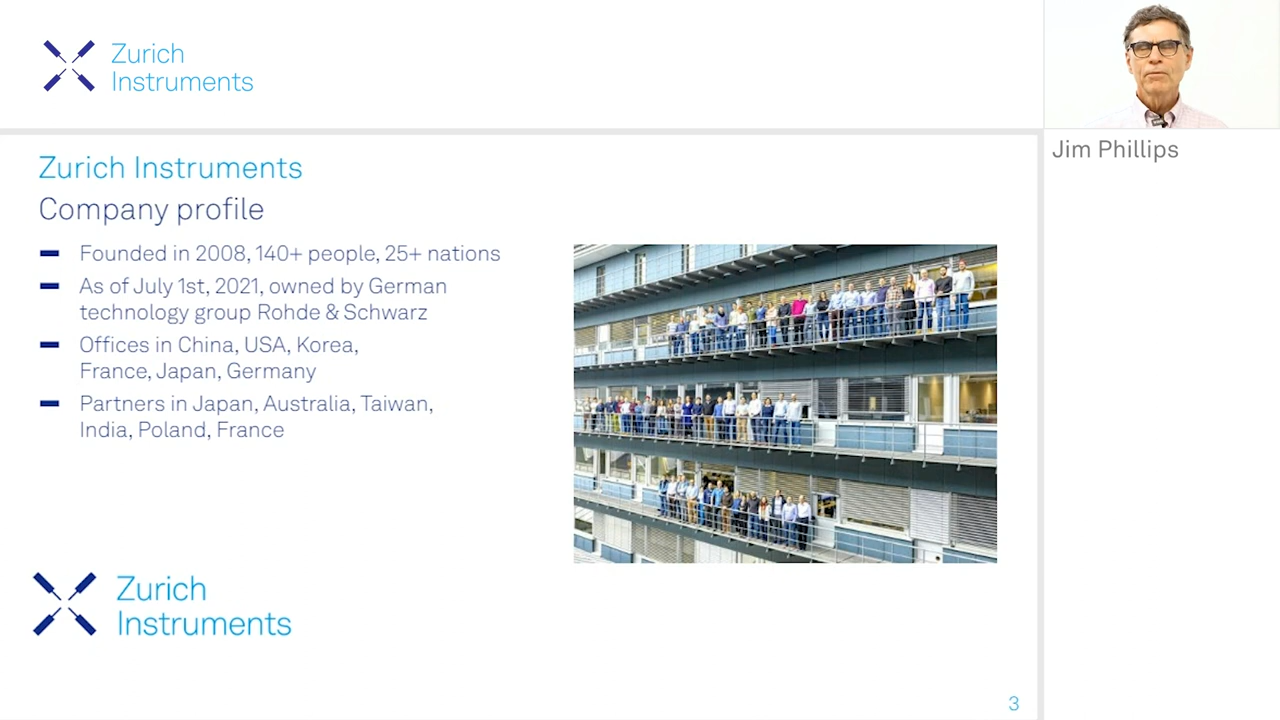 Zurich
Instruments
Jim Phillips
Zurich Instruments
Company profile
Founded in 2008, 140+ people, 25+ nations
As of July 1st, 2021, owned by German
technology group Rohde & Schwarz
Offices in China, USA, Korea,
France, Japan, Germany
Partners in Japan, Australia, Taiwan,
India, Poland, France
Zurich
Instruments
3